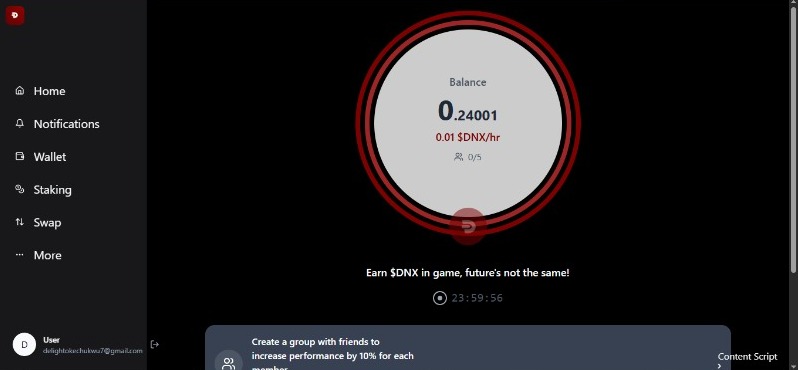 Home
Notifications
Wallet
Staking
Swap
More
D
User
delightokechukwu7@gmail.com
Balance
0.24001
0.01 $DNX/hr
0/5
Earn $DNX in game, future's not the same!
23:59:56
Create a group with friends to
increase performance by 10% for each
member
Content Script